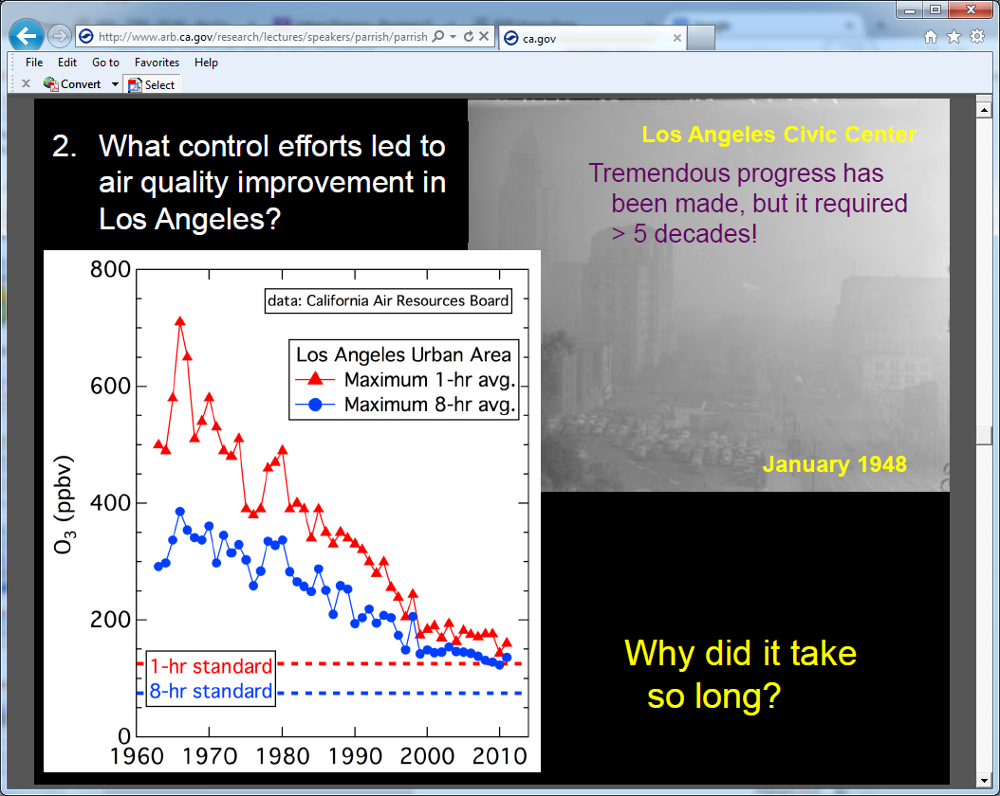 http://www.arb.ca.gov/research/lectures/speakers/parrish/parrish
ca.gov
File Edit Go to Favorites Help
Convert Select
2. What control efforts led to
air quality improvement in
Los Angeles?
Los Angeles Civic Center
Tremendous progress has
been made, but it required
> 5 decades!
January 1948
data: California Air Resources Board
Los Angeles Urban Area
Maximum 1-hr avg.
Maximum 8-hr avg.
800
600
400
200
0
O3 (ppbv)
1-hr standard
8-hr standard
1960 1970 1980 1990 2000 2010
Why did it take
so long?